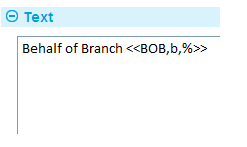 Text
Behalf of Branch <<BOB,b,%>>